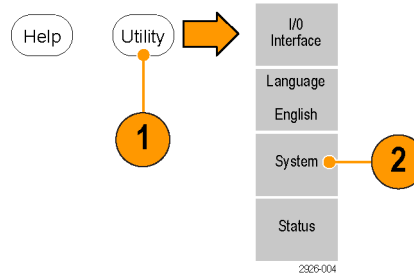 Help
Utility
1
I/0
Interface
Language
English
System
2
Status
2926-004